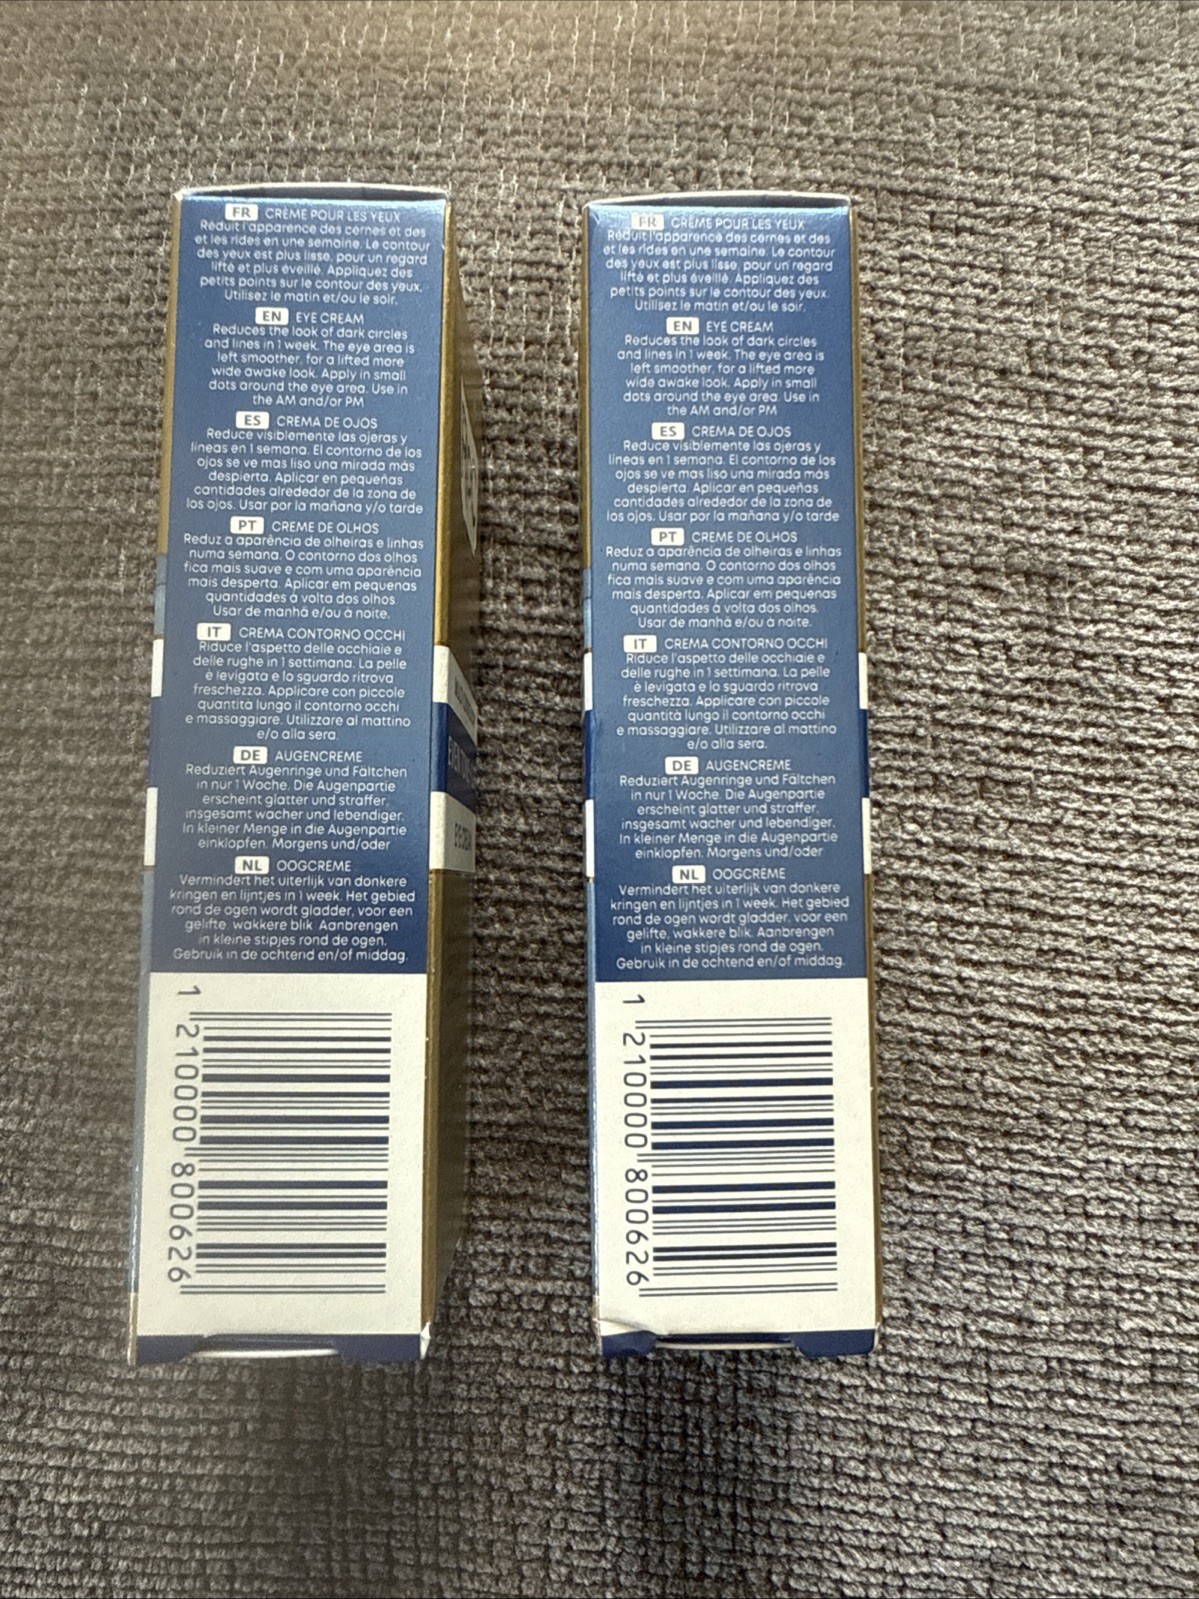 FR CRÈME POUR LES YEUX
Réduit l'apparence des cernes et des
et les rides en une semaine. Le contour
des yeux est plus lisse, pour un regard
lifté et plus éveillé. Appliquez des
petits points sur le contour des yeux.
Utilisez le matin et/ou le soir.
EN EYE CREAM
Reduces the look of dark circles
and lines in 1 week. The eye area is
left smoother, for a lifted more
wide awake look. Apply in small
dots around the eye area. Use in
the AM and/or PM
ES CREMA DE OJOS
Reduce visiblemente las ojeras y
líneas en 1 semana. El contorno de los
ojos se ve mas liso una mirada más
despierta. Aplicar en pequeñas
cantidades alrededor de la zona de
los ojos. Usar por la mañana y/o tarde
PT CREME DE OLHOS
Reduz a aparência de olheiras e linhas
numa semana. O contorno dos olhos
fica mais suave e com uma aparência
mais desperta. Aplicar em pequenas
quantidades à volta dos olhos.
Usar de manhã e/ou à noite.
IT CREMA CONTORNO OCCHI
Riduce l'aspetto delle occhiaie e
delle rughe in 1 settimana. La pelle
è levigata e lo sguardo ritrova
freschezza. Applicare con piccole
quantità lungo il contorno occhi
e massaggiare. Utilizzare al mattino
e/o alla sera.
DE AUGENCREME
Reduziert Augenringe und Fältchen
in nur 1 Woche. Die Augenpartie
erscheint glatter und straffer,
insgesamt wacher und lebendiger.
In kleiner Menge in die Augenpartie
einklopfen. Morgens und/oder
NL OOGCREME
Vermindert het uiterlijk van donkere
kringen en lijntjes in 1 week. Het gebied
rond de ogen wordt gladder, voor een
gelifte, wakkere blik. Aanbrengen
in kleine stipjes rond de ogen.
Gebruik in de ochtend en/of middag.
1 210000 800626
FR CRÈME POUR LES YEUX
Réduit l'apparence des cernes et des
et les rides en une semaine. Le contour
des yeux est plus lisse, pour un regard
lifté et plus éveillé. Appliquez des
petits points sur le contour des yeux.
Utilisez le matin et/ou le soir.
EN EYE CREAM
Reduces the look of dark circles
and lines in 1 week. The eye area is
left smoother, for a lifted more
wide awake look. Apply in small
dots around the eye area. Use in
the AM and/or PM
ES CREMA DE OJOS
Reduce visiblemente las ojeras y
líneas en 1 semana. El contorno de los
ojos se ve mas liso una mirada más
despierta. Aplicar en pequeñas
cantidades alrededor de la zona de
los ojos. Usar por la mañana y/o tarde
PT CREME DE OLHOS
Reduz a aparência de olheiras e linhas
numa semana. O contorno dos olhos
fica mais suave e com uma aparência
mais desperta. Aplicar em pequenas
quantidades à volta dos olhos.
Usar de manhã e/ou à noite.
IT CREMA CONTORNO OCCHI
Riduce l'aspetto delle occhiaie e
delle rughe in 1 settimana. La pelle
è levigata e lo sguardo ritrova
freschezza. Applicare con piccole
quantità lungo il contorno occhi
e massaggiare. Utilizzare al mattino
e/o alla sera.
DE AUGENCREME
Reduziert Augenringe und Fältchen
in nur 1 Woche. Die Augenpartie
erscheint glatter und straffer,
insgesamt wacher und lebendiger.
In kleiner Menge in die Augenpartie
einklopfen. Morgens und/oder
NL OOGCRÈME
Vermindert het uiterlijk van donkere
kringen en lijntjes in 1 week. Het gebied
rond de ogen wordt gladder, voor een
gelifte, wakkere blik. Aanbrengen
in kleine stipjes rond de ogen.
Gebruik in de ochtend en/of middag.
1 210000 800626